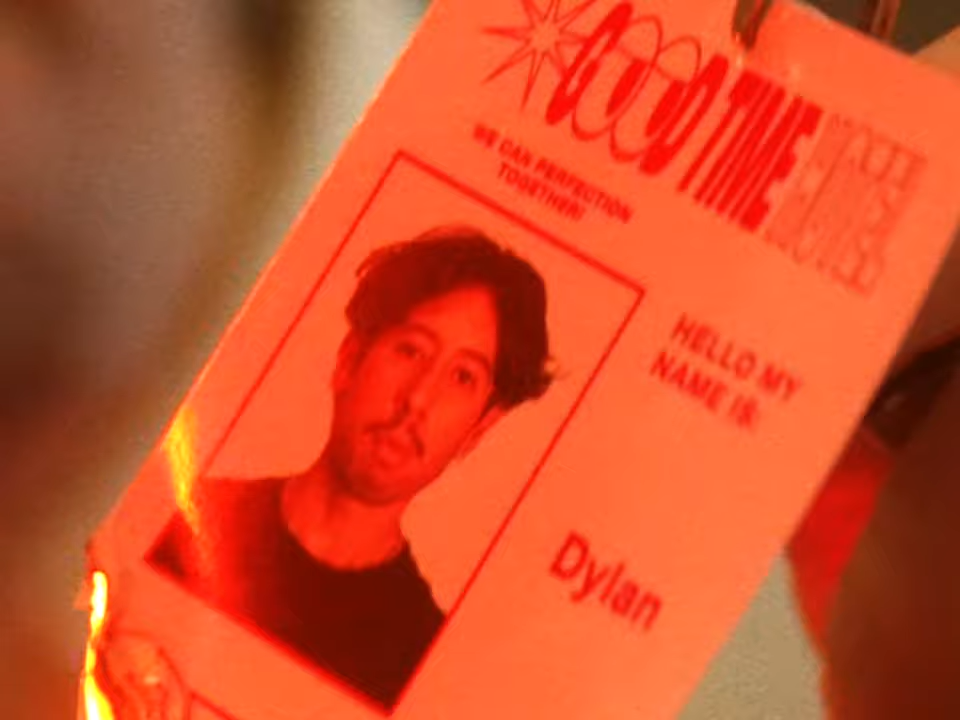 GOOD TIME
WE CAN PERFECTION
TOGETHER!
HELLO MY
NAME IS:
Dylan